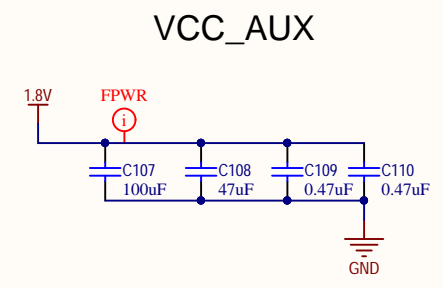 VCC_AUX
1.8V
FPWR
i
C107
100uF
C108
47uF
C109
0.47uF
C110
0.47uF
GND